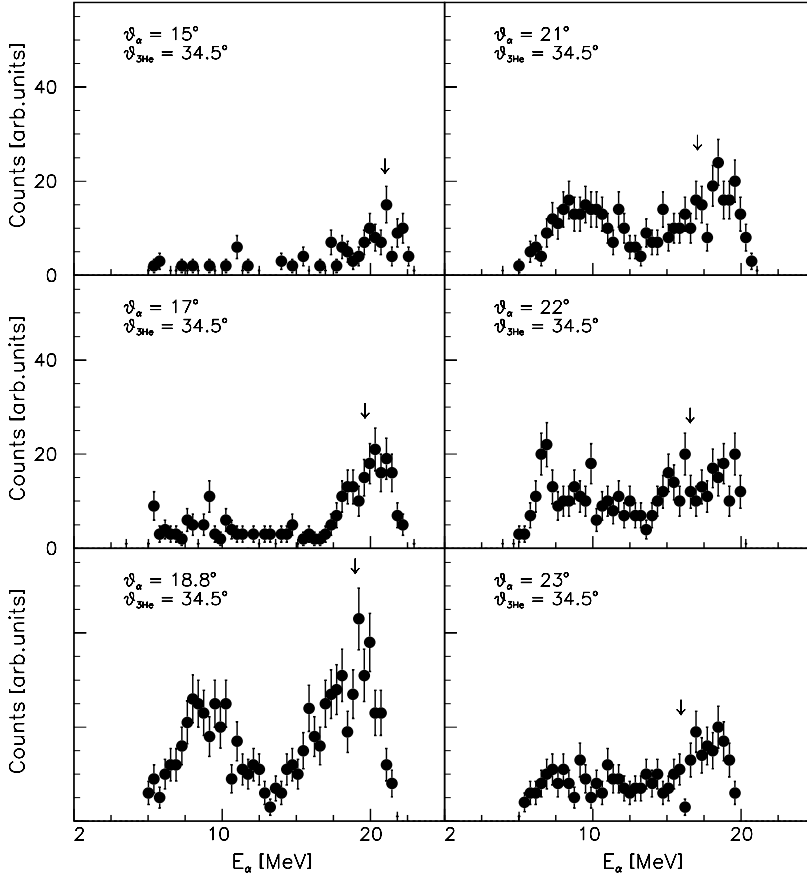 ϑα = 15°
ϑ3He = 34.5°
ϑα = 21°
ϑ3He = 34.5°
Counts [arb.units]
40
20
0
ϑα = 17°
ϑ3He = 34.5°
ϑα = 22°
ϑ3He = 34.5°
Counts [arb.units]
40
20
0
ϑα = 18.8°
ϑ3He = 34.5°
ϑα = 23°
ϑ3He = 34.5°
Counts [arb.units]
2 10 20 2 10 20
Eα [MeV] Eα [MeV]